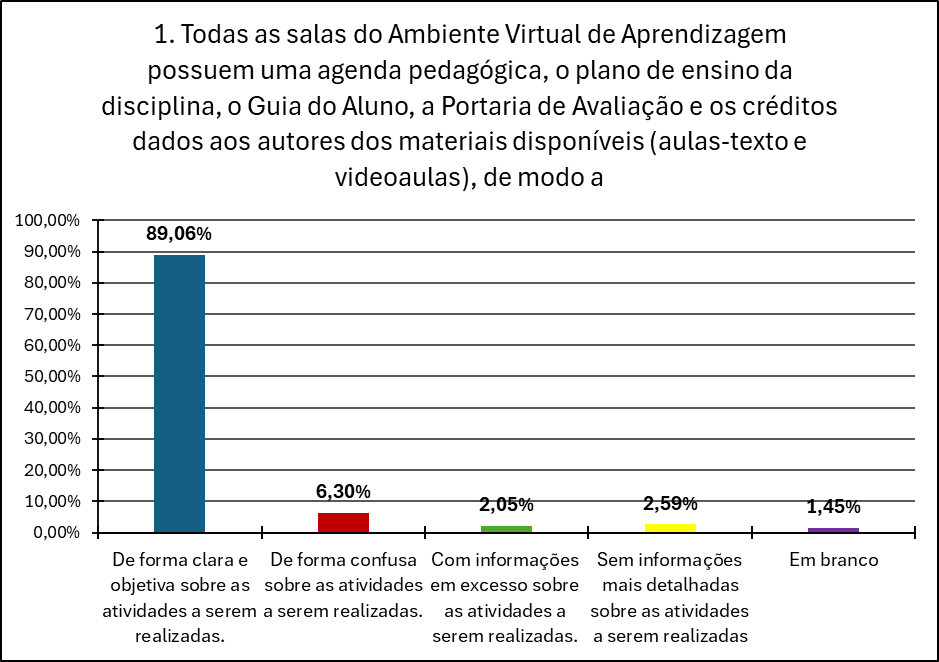 1. Todas as salas do Ambiente Virtual de Aprendizagem
possuem uma agenda pedagógica, o plano de ensino da
disciplina, o Guia do Aluno, a Portaria de Avaliação e os créditos
dados aos autores dos materiais disponíveis (aulas-texto e
videoaulas), de modo a
100,00%
90,00%
80,00%
70,00%
60,00%
50,00%
40,00%
30,00%
20,00%
10,00%
0,00%
89,06%
6,30%
2,05%
2,59%
1,45%
De forma clara e
objetiva sobre as
atividades a serem
realizadas.
De forma confusa
sobre as atividades
a serem realizadas.
Com informações
em excesso sobre
as atividades a
serem realizadas.
Sem informações
mais detalhadas
sobre as atividades
a serem realizadas
Em branco